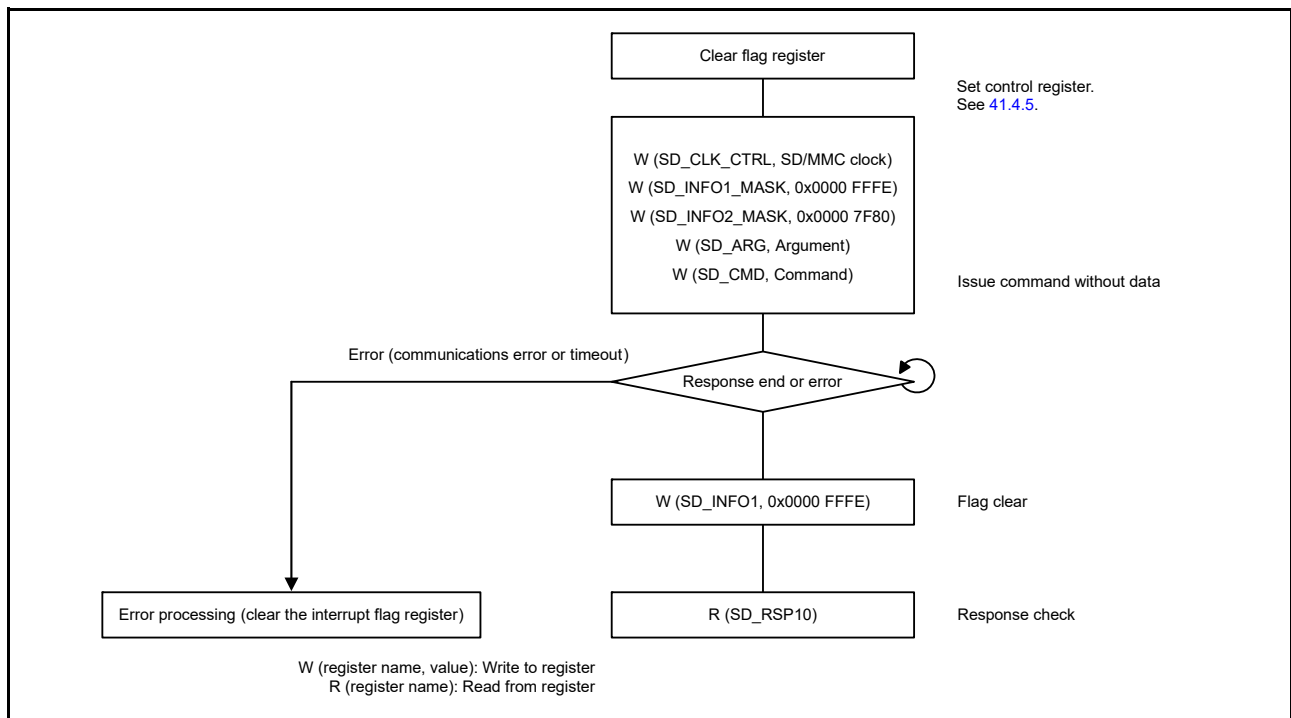 Clear flag register
Set control register.
See 41.4.5.
W (SD_CLK_CTRL, SD/MMC clock)
W (SD_INFO1_MASK, 0x0000 FFFE)
W (SD_INFO2_MASK, 0x0000 7F80)
W (SD_ARG, Argument)
W (SD_CMD, Command)
Issue command without data
Error (communications error or timeout)
Response end or error
W (SD_INFO1, 0x0000 FFFE)
Flag clear
Error processing (clear the interrupt flag register)
R (SD_RSP10)
Response check
W (register name, value): Write to register
R (register name): Read from register